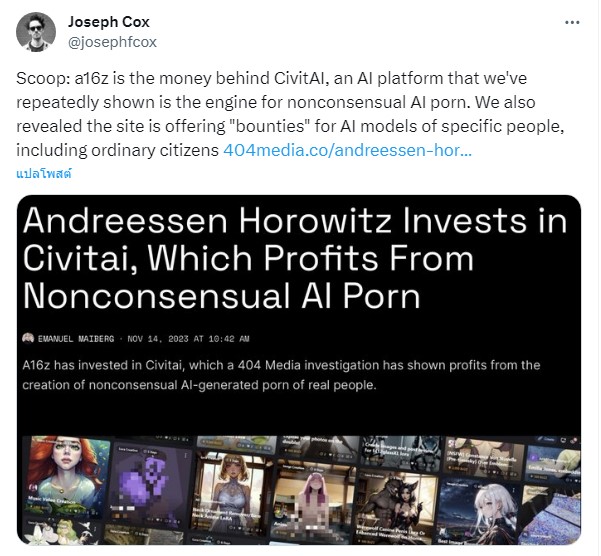 Joseph Cox
@josephfcox
Scoop: a16z is the money behind CivitAI, an AI platform that we've
repeatedly shown is the engine for nonconsensual AI porn. We also
revealed the site is offering "bounties" for AI models of specific people,
including ordinary citizens 404media.co/andreessen-hor...
แปลโพสต์
Andreessen Horowitz Invests in
Civitai, Which Profits From
Nonconsensual AI Porn
EMANUEL MAIBERG · NOV 14, 2023 AT 10:42 AM
A16z has invested in Civitai, which a 404 Media investigation has shown profits from the
creation of nonconsensual AI-generated porn of real people.
Music Video Creation